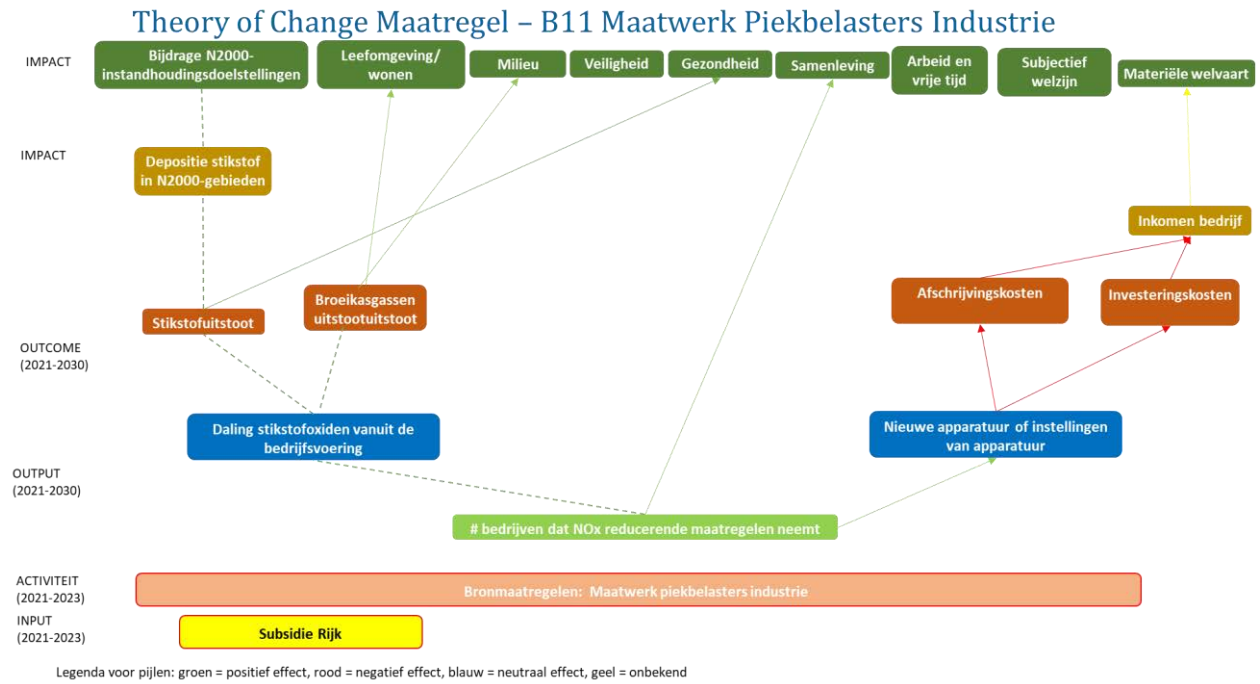 Theory of Change Maatregel – B11 Maatwerk Piekbelasters Industrie
IMPACT
Bijdrage N2000-
instandhoudingsdoelstellingen
Leefomgeving/
wonen
Milieu
Veiligheid
Gezondheid
Samenleving
Arbeid en
vrije tijd
Subjectief
welzijn
Materiële welvaart
IMPACT
Depositie stikstof
in N2000-gebieden
Inkomen bedrijf
Stikstofuitstoot
Broeikasgassen
uitstootuitstoot
Afschrijvingskosten
Investeringskosten
OUTCOME
(2021-2030)
Daling stikstofoxiden vanuit de
bedrijfsvoering
Nieuwe apparatuur of instellingen
van apparatuur
OUTPUT
(2021-2030)
# bedrijven dat NOx reducerende maatregelen neemt
ACTIVITEIT
(2021-2023)
Bronmaatregelen: Maatwerk piekbelasters industrie
INPUT
(2021-2023)
Subsidie Rijk
Legenda voor pijlen: groen = positief effect, rood = negatief effect, blauw = neutraal effect, geel = onbekend